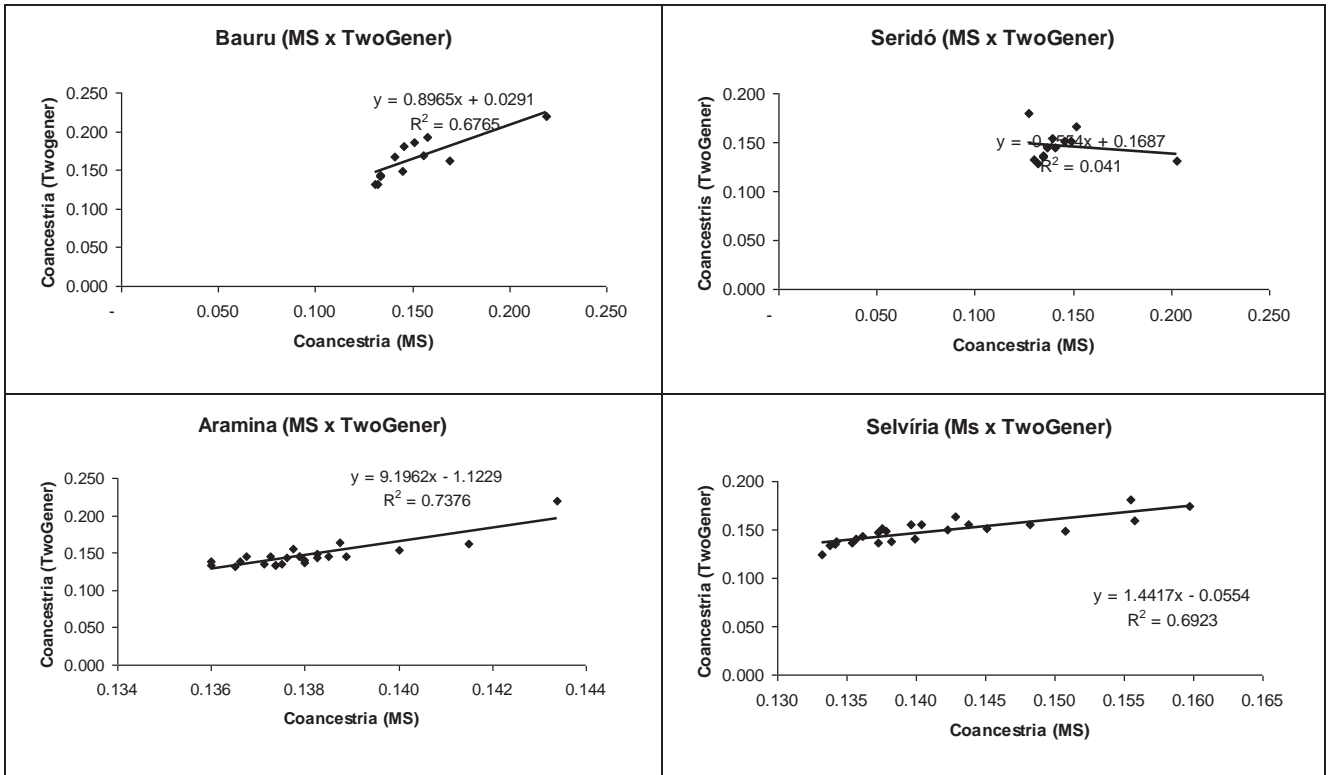 Bauru (MS x TwoGener)
Coancestria (Twogener)
0.250
0.200
0.150
0.100
0.050
0.000
y = 0.8965x + 0.0291
R² = 0.6765
- 0.050 0.100 0.150 0.200 0.250
Coancestria (MS)
Seridó (MS x TwoGener)
Coancestris (TwoGener)
0.200
0.150
0.100
0.050
0.000
y = + 0.1687
R² = 0.041
- 0.050 0.100 0.150 0.200 0.250
Coancestria (MS)
Aramina (MS x TwoGener)
Coancestria (TwoGener)
0.250
0.200
0.150
0.100
0.050
0.000
y = 9.1962x - 1.1229
R² = 0.7376
0.134 0.136 0.138 0.140 0.142 0.144
Coancestria (MS)
Selvíria (Ms x TwoGener)
Coancestria (TwoGener)
0.200
0.150
0.100
0.050
0.000
y = 1.4417x - 0.0554
R² = 0.6923
0.130 0.135 0.140 0.145 0.150 0.155 0.160 0.165
Coancestria (MS)